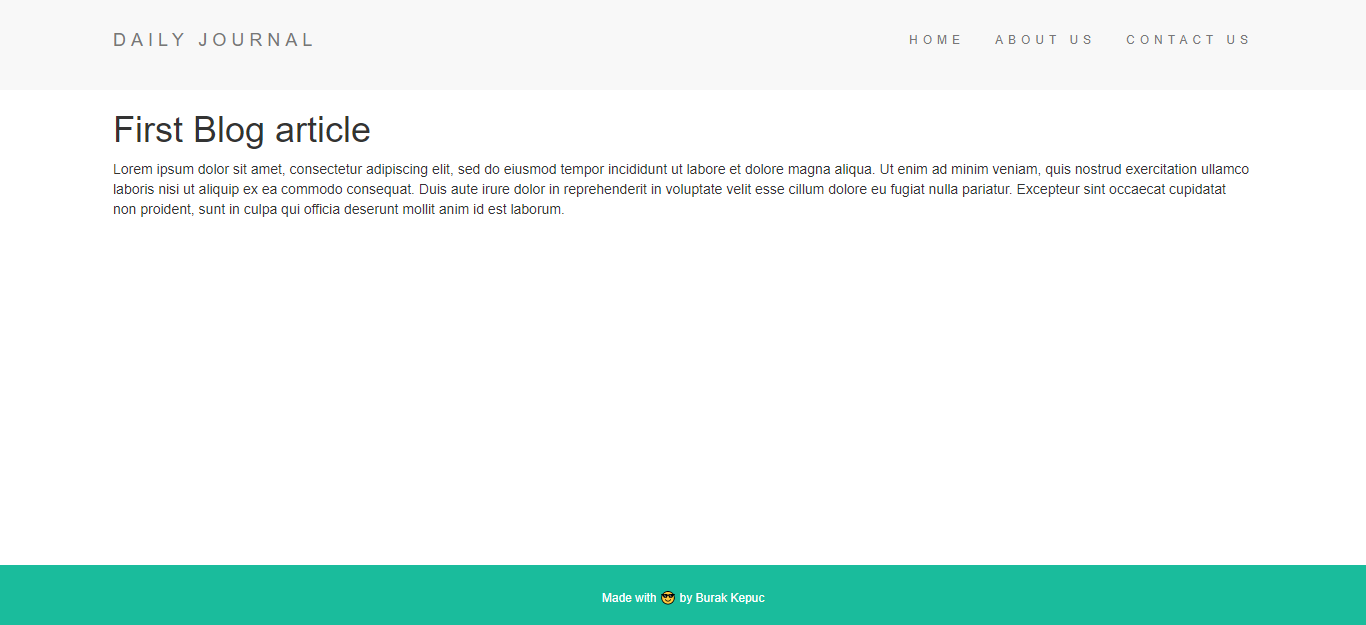 DAILY JOURNAL
HOME ABOUT US CONTACT US
First Blog article
Lorem ipsum dolor sit amet, consectetur adipiscing elit, sed do eiusmod tempor incididunt ut labore et dolore magna aliqua. Ut enim ad minim veniam, quis nostrud exercitation ullamco
laboris nisi ut aliquip ex ea commodo consequat. Duis aute irure dolor in reprehenderit in voluptate velit esse cillum dolore eu fugiat nulla pariatur. Excepteur sint occaecat cupidatat
non proident, sunt in culpa qui officia deserunt mollit anim id est laborum.
Made with 😎 by Burak Kepuc